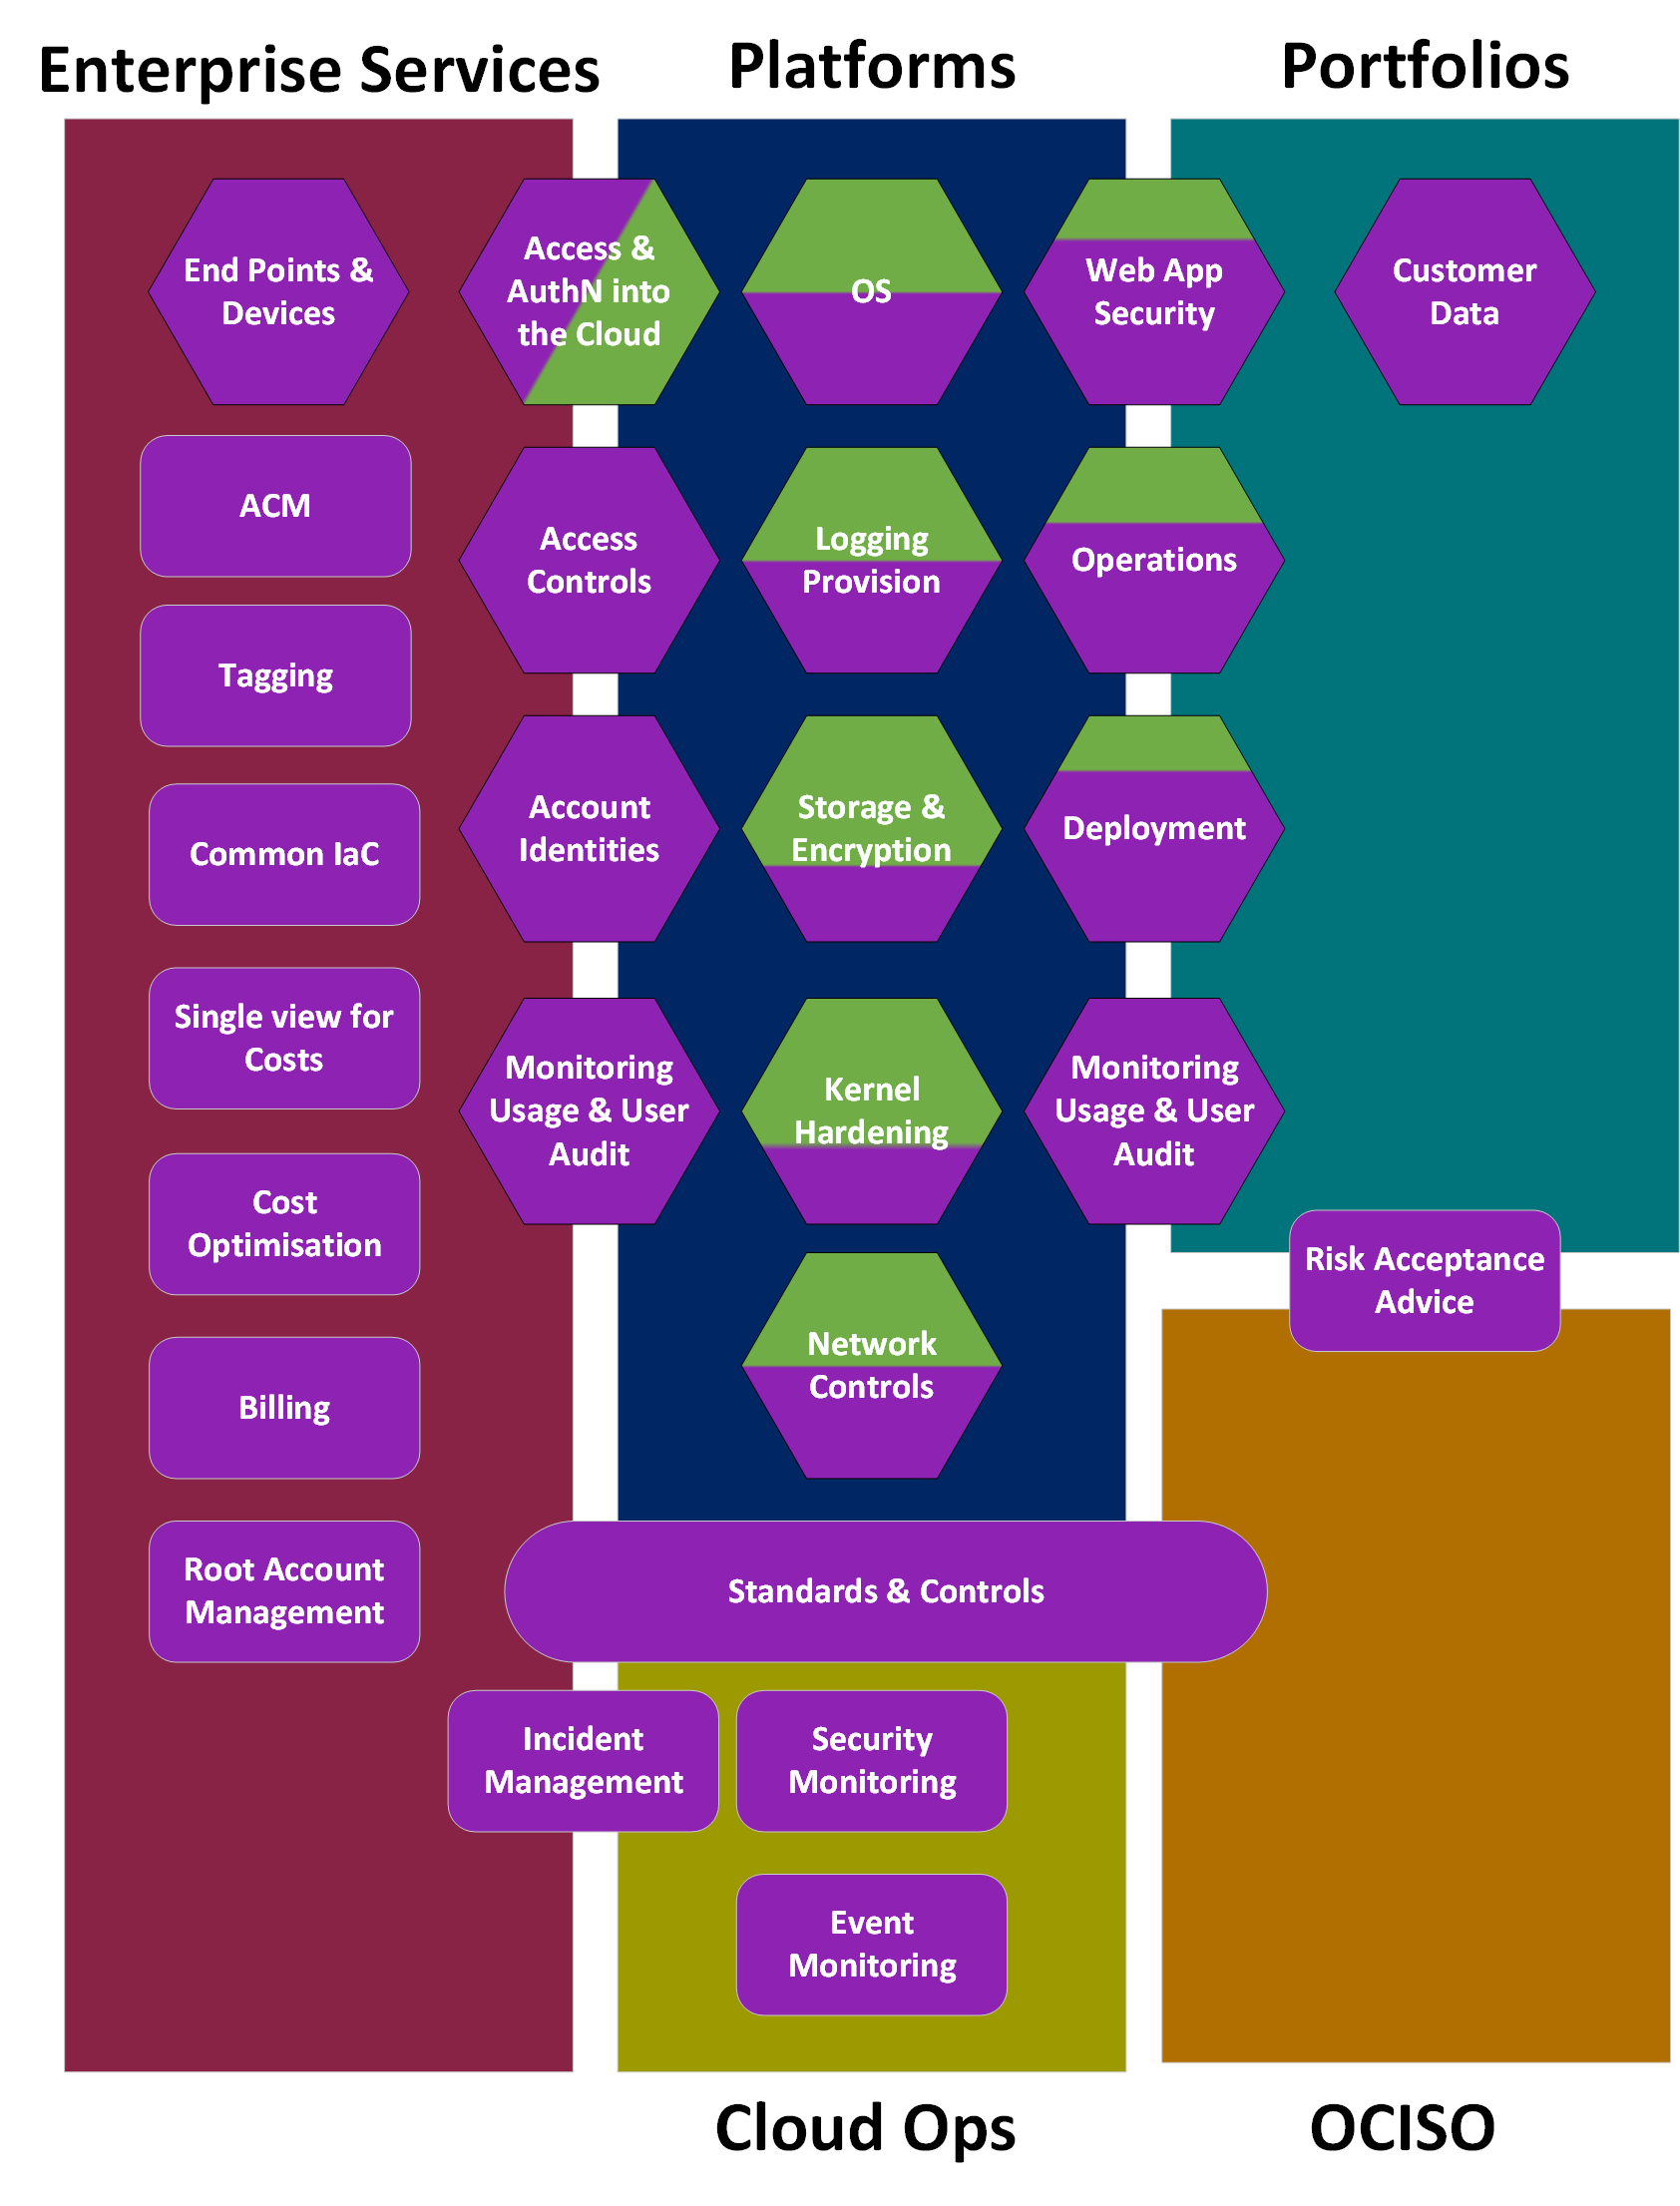 Enterprise Services
Platforms
Portfolios
End Points &
Devices
Access &
AuthN into
the Cloud
OS
Web App
Security
Customer
Data
ACM
Access
Controls
Logging
Provision
Operations
Tagging
Common IaC
Account
Identities
Storage &
Encryption
Deployment
Single view for
Costs
Monitoring
Usage & User
Audit
Kernel
Hardening
Monitoring
Usage & User
Audit
Cost
Optimisation
Risk Acceptance
Advice
Billing
Network
Controls
Root Account
Management
Standards & Controls
Incident
Management
Security
Monitoring
Event
Monitoring
Cloud Ops
OCISO